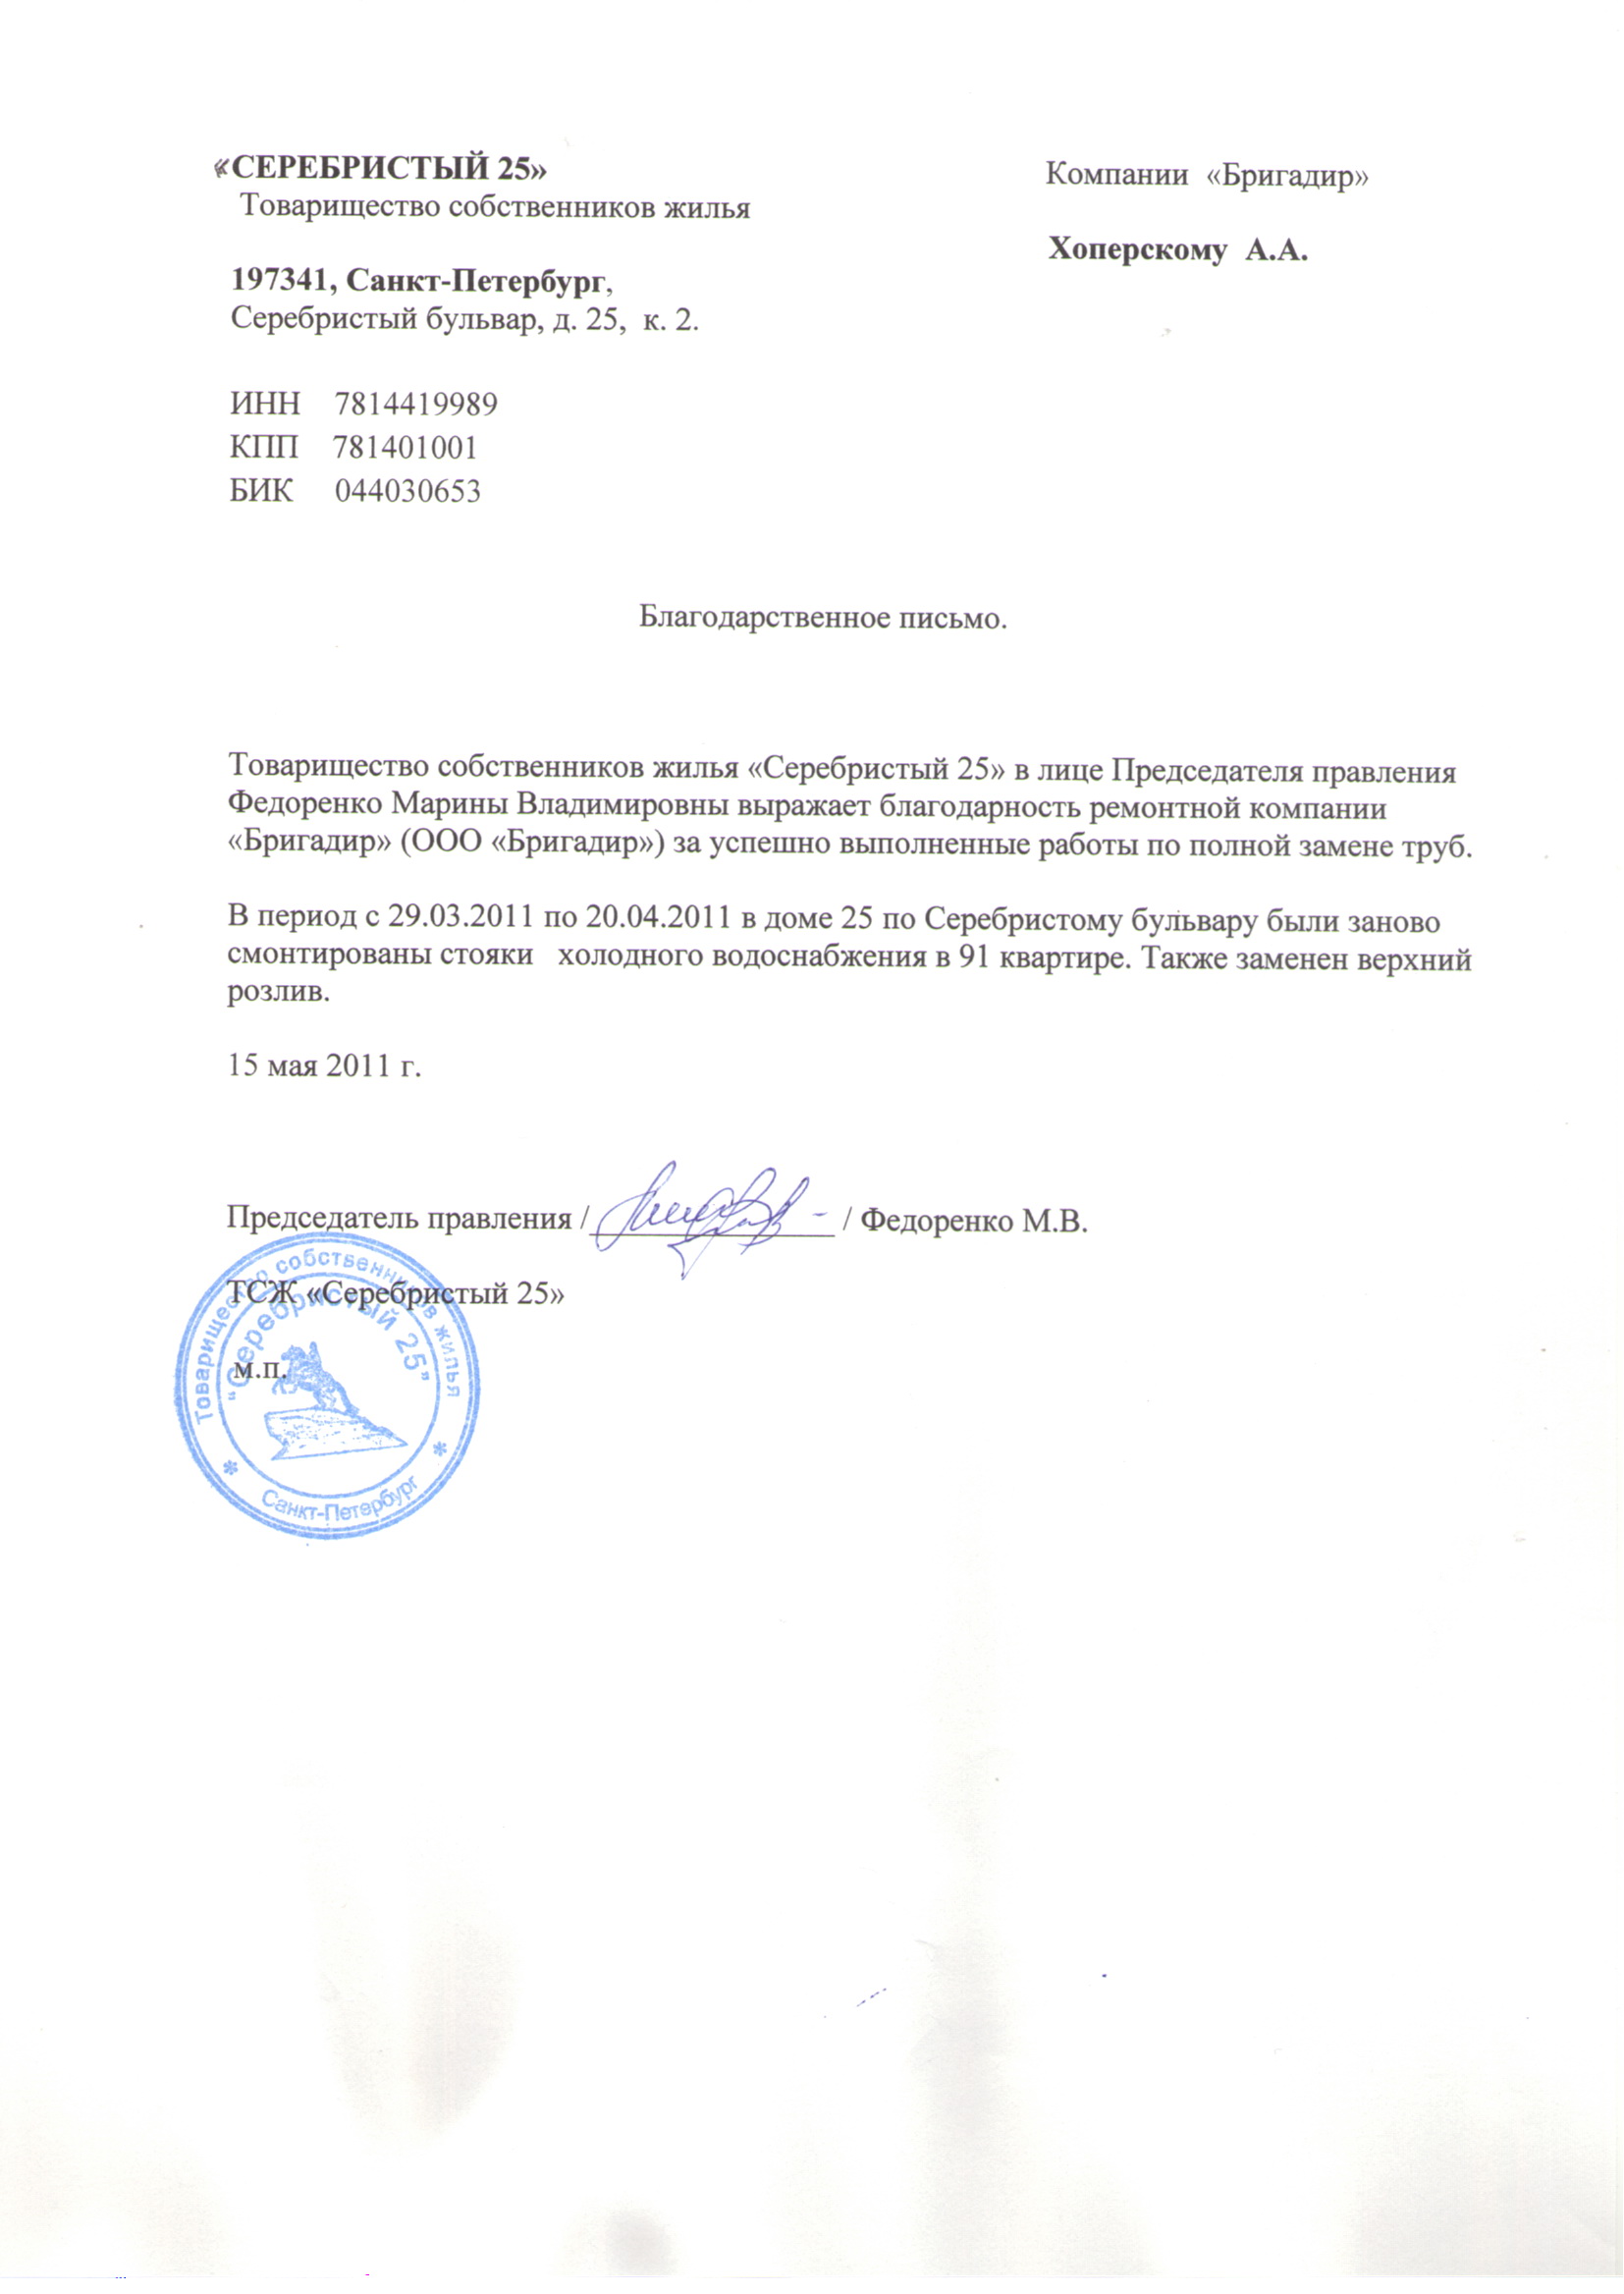 «СЕРЕБРИСТЫЙ 25»
Товарищество собственников жилья
197341, Санкт-Петербург,
Серебристый бульвар, д. 25, к. 2.
ИНН 7814419989
КПП 781401001
БИК 044030653
Компании «Бригадир»
Хоперскому А.А.
Благодарственное письмо.
Товарищество собственников жилья «Серебристый 25» в лице Председателя правления
Федоренко Марины Владимировны выражает благодарность ремонтной компании
«Бригадир» (ООО «Бригадир») за успешно выполненные работы по полной замене труб.
В период с 29.03.2011 по 20.04.2011 в доме 25 по Серебристому бульвару были заново
смонтированы стояки холодного водоснабжения в 91 квартире. Также заменен верхний
розлив.
15 мая 2011 г.
Председатель правления / / Федоренко М.В.
ТСЖ «Серебристый 25»
м.п.
Товарищество собственников жилья
"Серебристый 25"
Санкт-Петербург